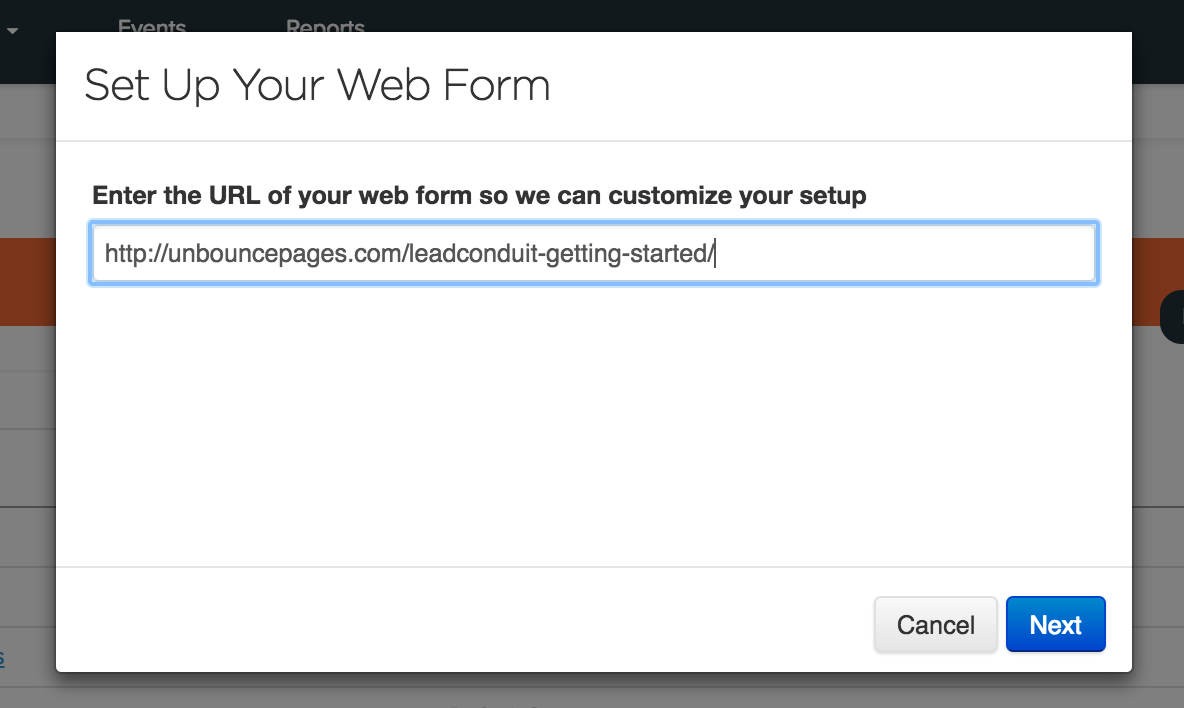 Events Reports
Set Up Your Web Form
Enter the URL of your web form so we can customize your setup
http://unbouncepages.com/leadconduit-getting-started/
Cancel Next